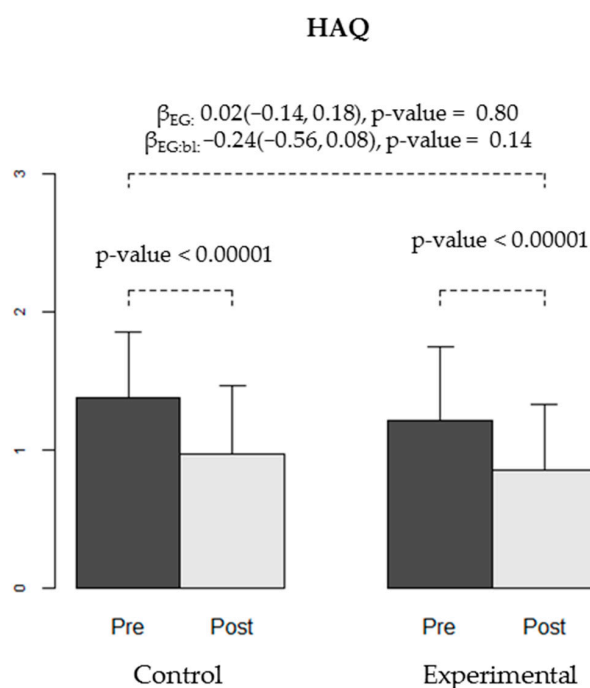 HAQ
βEG: 0.02(−0.14, 0.18), p-value = 0.80
βEG:bl: −0.24(−0.56, 0.08), p-value = 0.14
3
p-value < 0.00001 p-value < 0.00001
2
1
0
Pre Post Pre Post
Control Experimental